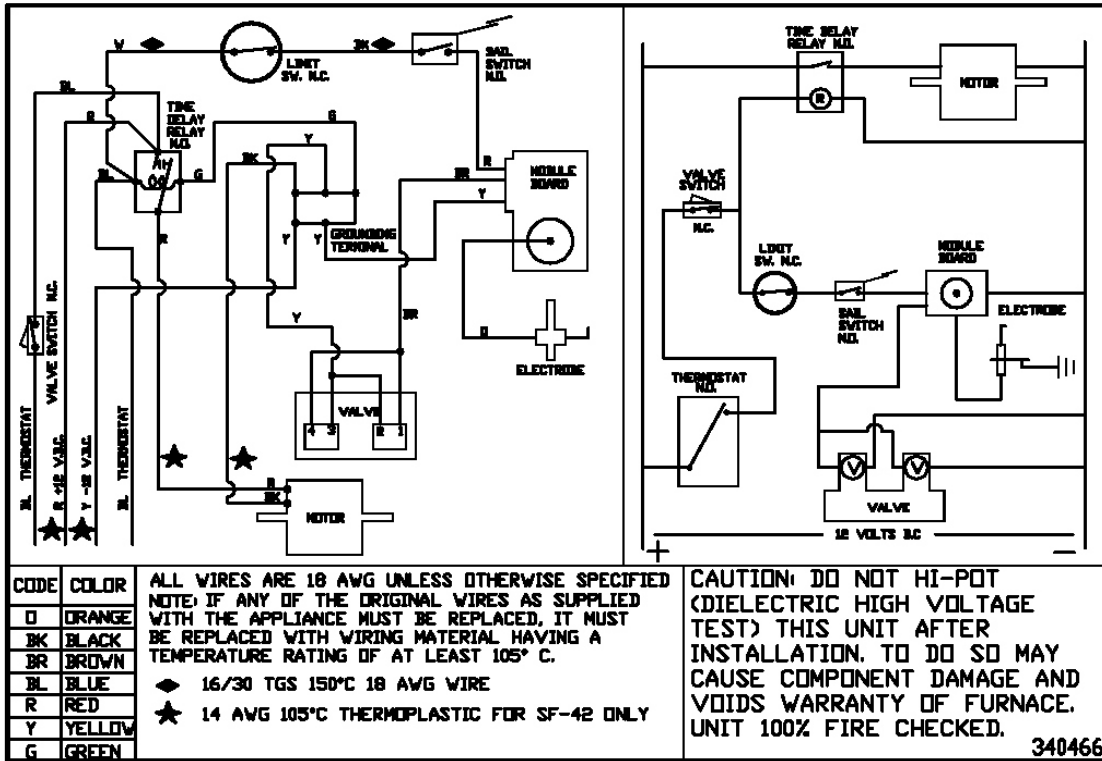 W
BK
LIMIT
SW. N.C.
SAIL
SWITCH
N.O.
BL
R
TIME
DELAY
RELAY
N.O.
G
Y
BK
BL
G
R
Y
Y
GROUNDING
TERMINAL
R
BR
Y
MODULE
BOARD
BR
O
ELECTRODE
Y
VALVE
4 3
2 1
VALVE SWITCH N.C.
BL THERMOSTAT
R +12 V.D.C.
Y -12 V.D.C.
BL THERMOSTAT
R
BK
MOTOR
TIME DELAY
RELAY N.O.
R
MOTOR
VALVE
SWITCH
N.C.
LIMIT
SW. N.C.
SAIL
SWITCH
N.O.
MODULE
BOARD
ELECTRODE
THERMOSTAT
N.O.
V
V
VALVE
12 VOLTS DC
+
-
CODE COLOR
O ORANGE
BK BLACK
BR BROWN
BL BLUE
R RED
Y YELLOW
G GREEN
ALL WIRES ARE 18 AWG UNLESS OTHERWISE SPECIFIED
NOTE: IF ANY OF THE ORIGINAL WIRES AS SUPPLIED
WITH THE APPLIANCE MUST BE REPLACED, IT MUST
BE REPLACED WITH WIRING MATERIAL HAVING A
TEMPERATURE RATING OF AT LEAST 105° C.
16/30 TGS 150°C 18 AWG WIRE
14 AWG 105°C THERMOPLASTIC FOR SF-42 ONLY
CAUTION: DO NOT HI-POT
(DIELECTRIC HIGH VOLTAGE
TEST) THIS UNIT AFTER
INSTALLATION. TO DO SO MAY
CAUSE COMPONENT DAMAGE AND
VOIDS WARRANTY OF FURNACE.
UNIT 100% FIRE CHECKED.
340466